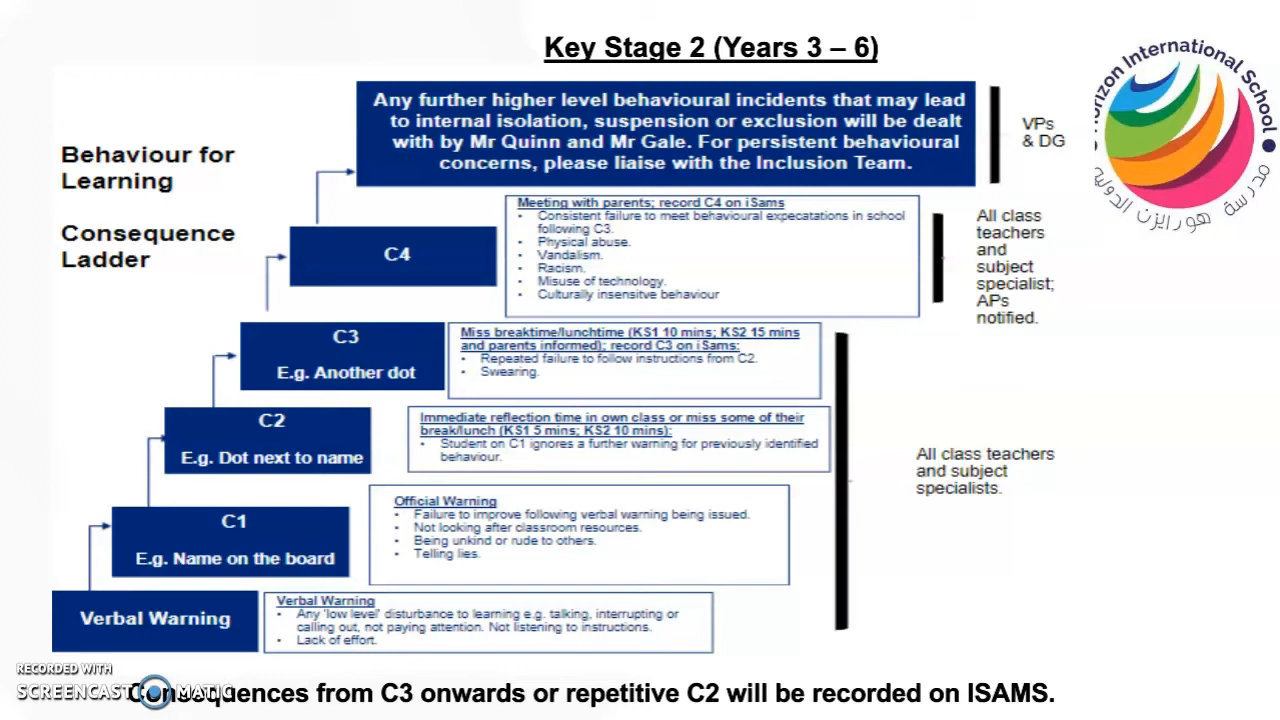 Key Stage 2 (Years 3 – 6)
Horizon International School
مدرسة هورايزن الدولية
Behaviour for
Learning
Consequence
Ladder
Any further higher level behavioural incidents that may lead
to internal isolation, suspension or exclusion will be dealt
with by Mr Quinn and Mr Gale. For persistent behavioural
concerns, please liaise with the Inclusion Team.
VPs
& DG
C4
Meeting with parents; record C4 on iSams
• Consistent failure to meet behavioural expecatations in school
following C3.
• Physical abuse.
• Vandalism.
• Racism.
• Misuse of technology.
• Culturally insensitve behaviour
All class
teachers
and
subject
specialist;
APs
notified.
C3
E.g. Another dot
Miss breaktime/lunchtime (KS1 10 mins; KS2 15 mins
and parents informed); record C3 on iSams:
• Repeated failure to follow instructions from C2.
• Swearing.
C2
E.g. Dot next to name
Immediate reflection time in own class or miss some of their
break/lunch (KS1 5 mins; KS2 10 mins):
• Student on C1 ignores a further warning for previously identified
behaviour.
All class teachers
and subject
specialists.
C1
E.g. Name on the board
Official Warning
• Failure to improve following verbal warning being issued.
• Not looking after classroom resources.
• Being unkind or rude to others.
• Telling lies.
Verbal Warning
Verbal Warning
• Any 'low level' disturbance to learning e.g. talking, interrupting or
calling out, not paying attention. Not listening to instructions.
• Lack of effort.
RECORDED WITH
SCREENCAST-O-MATIC
Consequences from C3 onwards or repetitive C2 will be recorded on ISAMS.